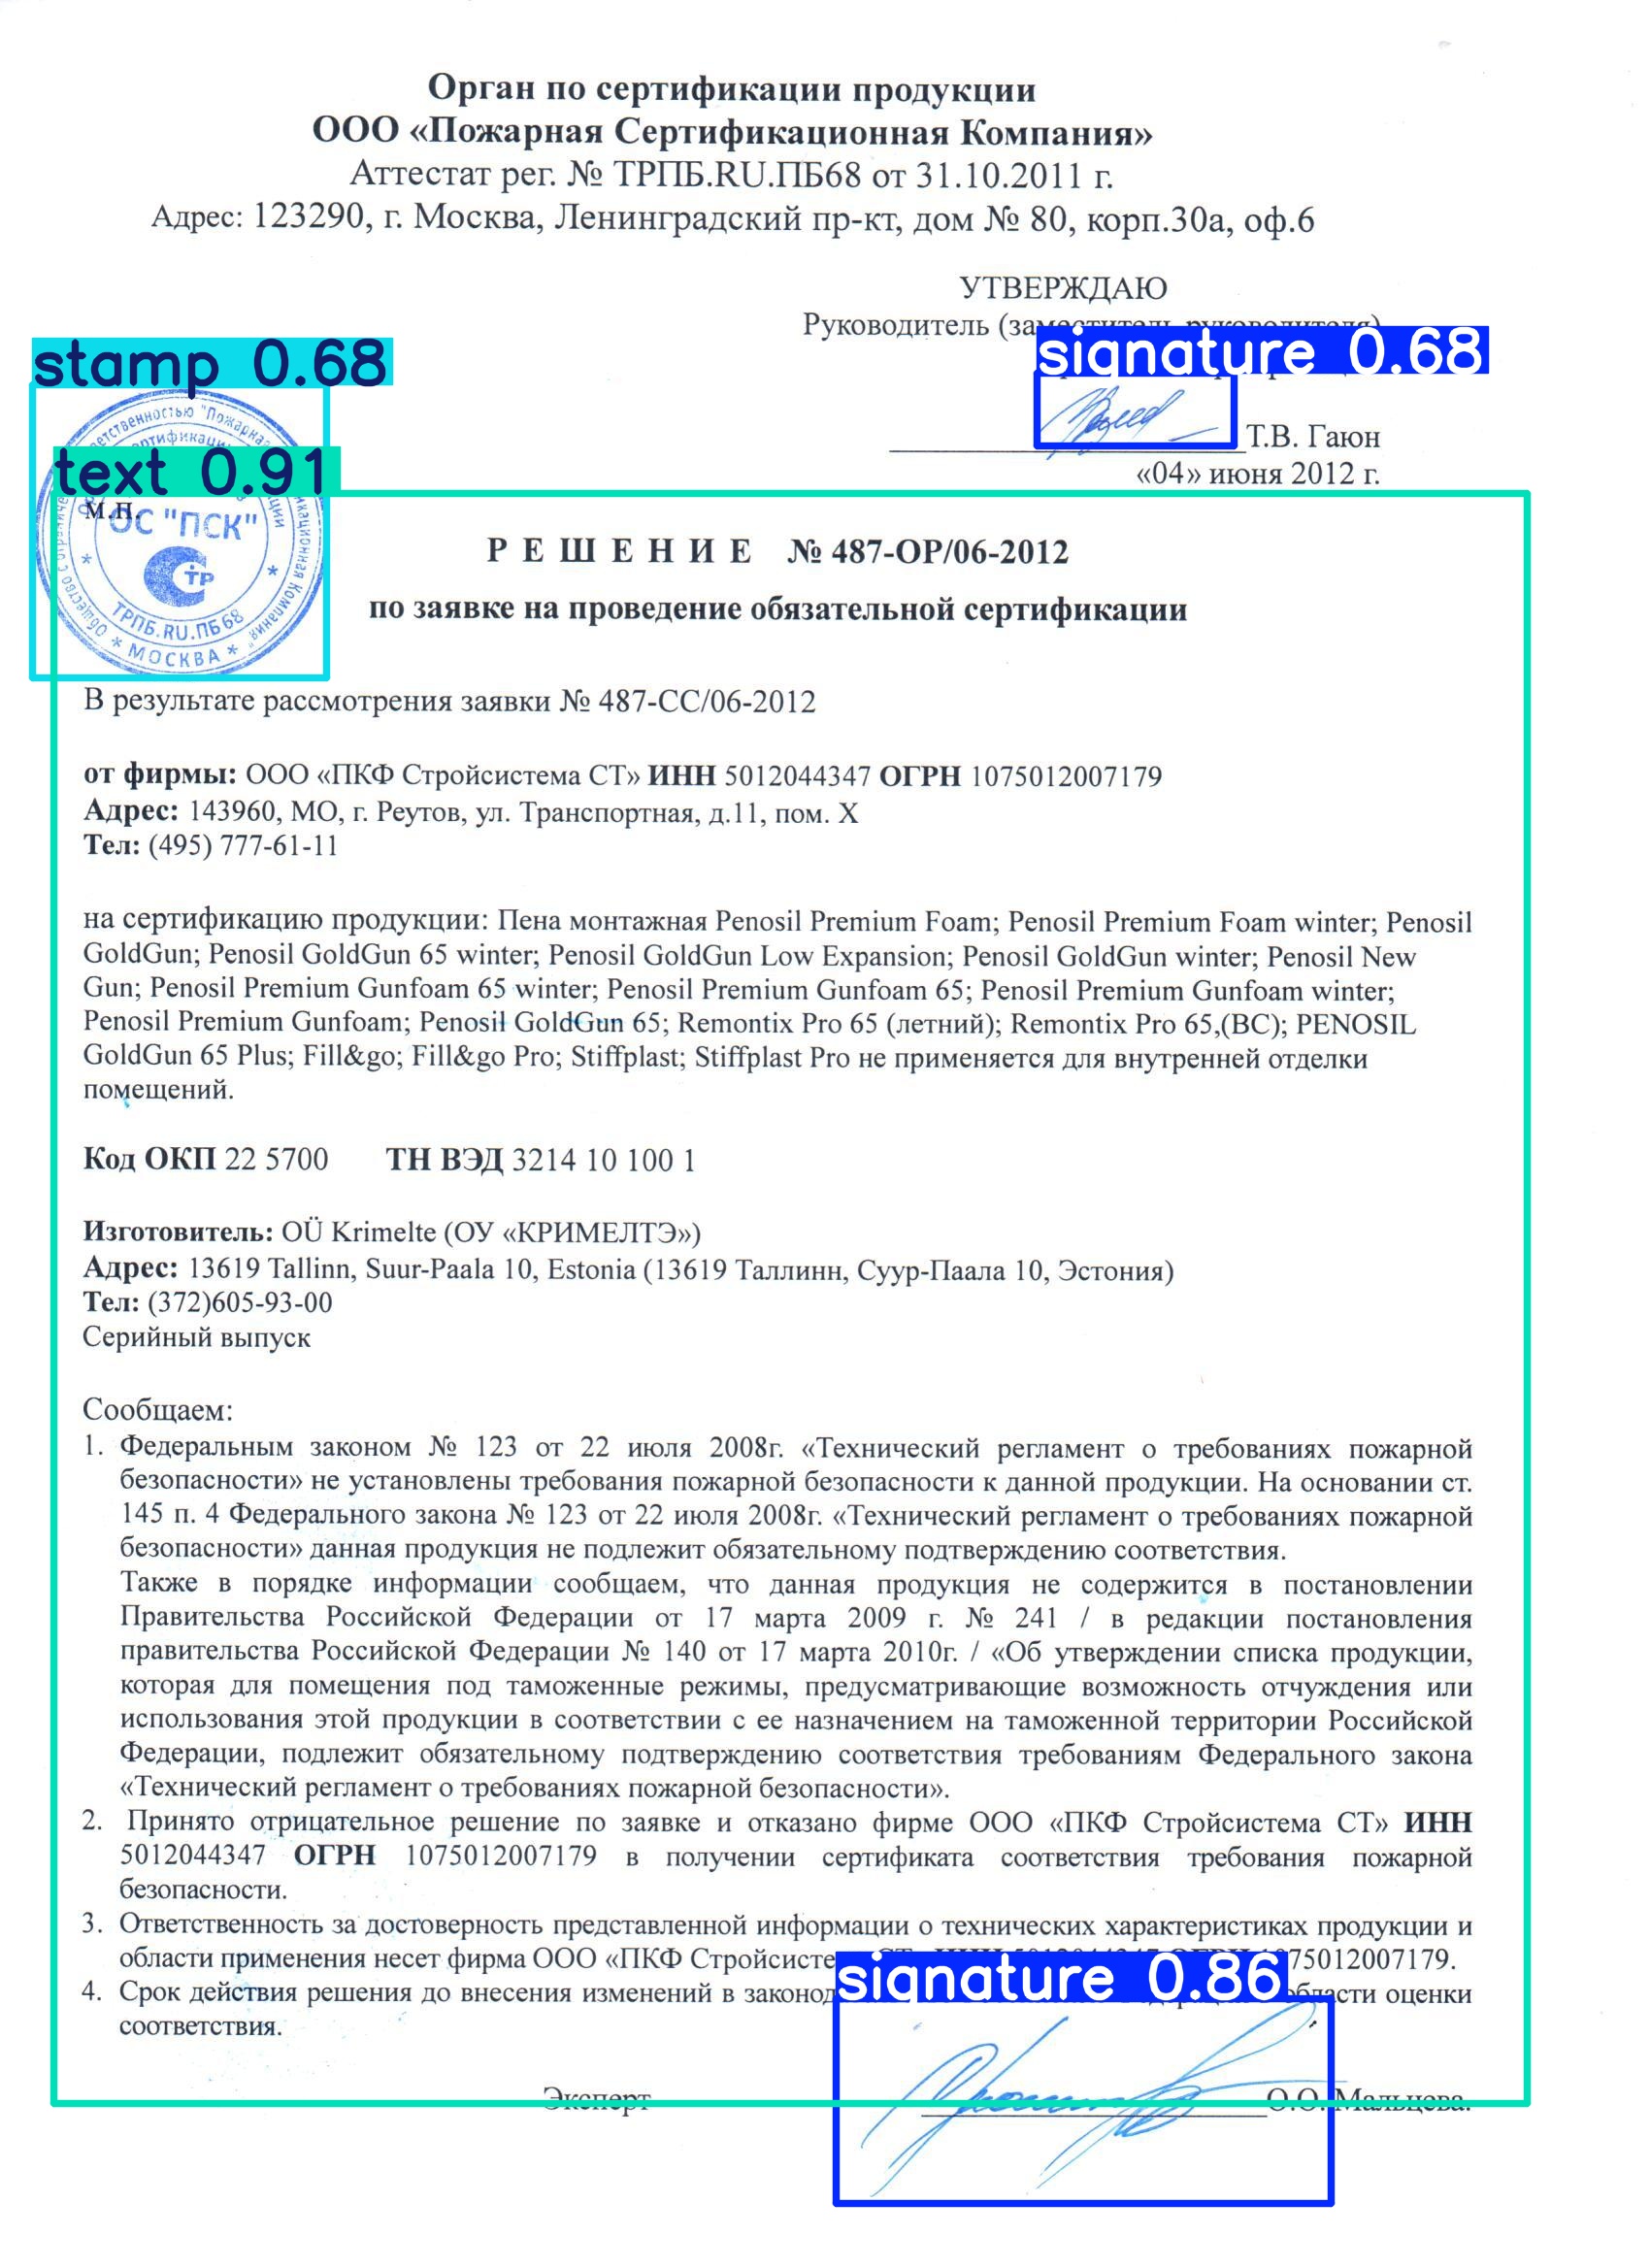 Орган по сертификации продукции
ООО «Пожарная Сертификационная Компания»
Аттестат рег. № ТРПБ.RU.ПБ68 от 31.10.2011 г.
Адрес: 123290, г. Москва, Ленинградский пр-кт, дом № 80, корп.30а, оф.6
УТВЕРЖДАЮ
Руководитель (заместитель руководителя)
signature 0.68
stamp 0.68
Т.В. Гаюн
«04» июня 2012 г.
text 0.91
м.п.
ОС "ПСК"
ТР
ТРПБ.RU.ПБ68
* МОСКВА *
Р Е Ш Е Н И Е № 487-ОР/06-2012
по заявке на проведение обязательной сертификации
В результате рассмотрения заявки № 487-СС/06-2012
от фирмы: ООО «ПКФ Стройсистема СТ» ИНН 5012044347 ОГРН 1075012007179
Адрес: 143960, МО, г. Реутов, ул. Транспортная, д.11, пом. X
Тел: (495) 777-61-11
на сертификацию продукции: Пена монтажная Penosil Premium Foam; Penosil Premium Foam winter; Penosil
GoldGun; Penosil GoldGun 65 winter; Penosil GoldGun Low Expansion; Penosil GoldGun winter; Penosil New
Gun; Penosil Premium Gunfoam 65 winter; Penosil Premium Gunfoam 65; Penosil Premium Gunfoam winter;
Penosil Premium Gunfoam; Penosil GoldGun 65; Remontix Pro 65 (летний); Remontix Pro 65,(ВС); PENOSIL
GoldGun 65 Plus; Fill&go; Fill&go Pro; Stiffplast; Stiffplast Pro не применяется для внутренней отделки
помещений.
Код ОКП 22 5700 ТН ВЭД 3214 10 100 1
Изготовитель: OÜ Krimelte (ОУ «КРИМЕЛТЭ»)
Адрес: 13619 Tallinn, Suur-Paala 10, Estonia (13619 Таллинн, Суур-Паала 10, Эстония)
Тел: (372)605-93-00
Серийный выпуск
Сообщаем:
1. Федеральным законом № 123 от 22 июля 2008г. «Технический регламент о требованиях пожарной
безопасности» не установлены требования пожарной безопасности к данной продукции. На основании ст.
145 п. 4 Федерального закона № 123 от 22 июля 2008г. «Технический регламент о требованиях пожарной
безопасности» данная продукция не подлежит обязательному подтверждению соответствия.
Также в порядке информации сообщаем, что данная продукция не содержится в постановлении
Правительства Российской Федерации от 17 марта 2009 г. № 241 / в редакции постановления
правительства Российской Федерации № 140 от 17 марта 2010г. / «Об утверждении списка продукции,
которая для помещения под таможенные режимы, предусматривающие возможность отчуждения или
использования этой продукции в соответствии с ее назначением на таможенной территории Российской
Федерации, подлежит обязательному подтверждению соответствия требованиям Федерального закона
«Технический регламент о требованиях пожарной безопасности».
2. Принято отрицательное решение по заявке и отказано фирме ООО «ПКФ Стройсистема СТ» ИНН
5012044347 ОГРН 1075012007179 в получении сертификата соответствия требования пожарной
безопасности.
3. Ответственность за достоверность представленной информации о технических характеристиках продукции и
области применения несет фирма ООО «ПКФ Стройсистема СТ» ИНН 5012044347 ОГРН 1075012007179.
signature 0.86
4. Срок действия решения до внесения изменений в области оценки
соответствия.
Эксперт О.О. Мальцева.